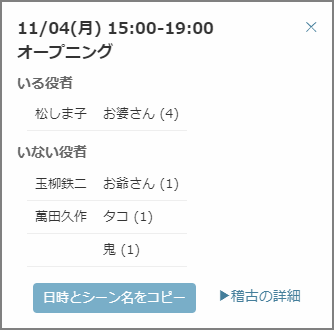 11/04(月) 15:00-19:00
オープニング
いる役者
松しま子 お婆さん (4)
いない役者
玉柳鉄二 お爺さん (1)
萬田久作 タコ (1)
鬼 (1)
日時とシーン名をコピー ▶稽古の詳細